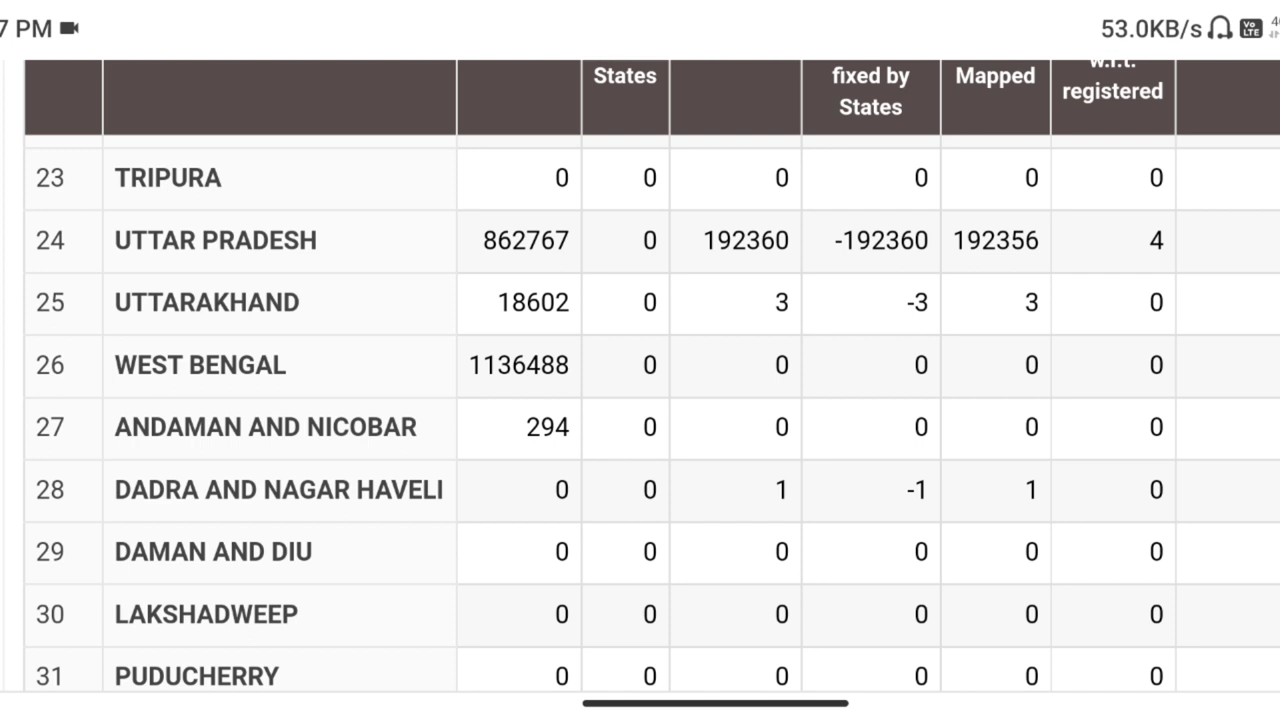 7 PM 53.0KB/s Vo LTE
States fixed by States Mapped w.r.t. registered
23 TRIPURA 0 0 0 0 0 0
24 UTTAR PRADESH 862767 0 192360 -192360 192356 4
25 UTTARAKHAND 18602 0 3 -3 3 0
26 WEST BENGAL 1136488 0 0 0 0 0
27 ANDAMAN AND NICOBAR 294 0 0 0 0 0
28 DADRA AND NAGAR HAVELI 0 0 1 -1 1 0
29 DAMAN AND DIU 0 0 0 0 0 0
30 LAKSHADWEEP 0 0 0 0 0 0
31 PUDUCHERRY 0 0 0 0 0 0